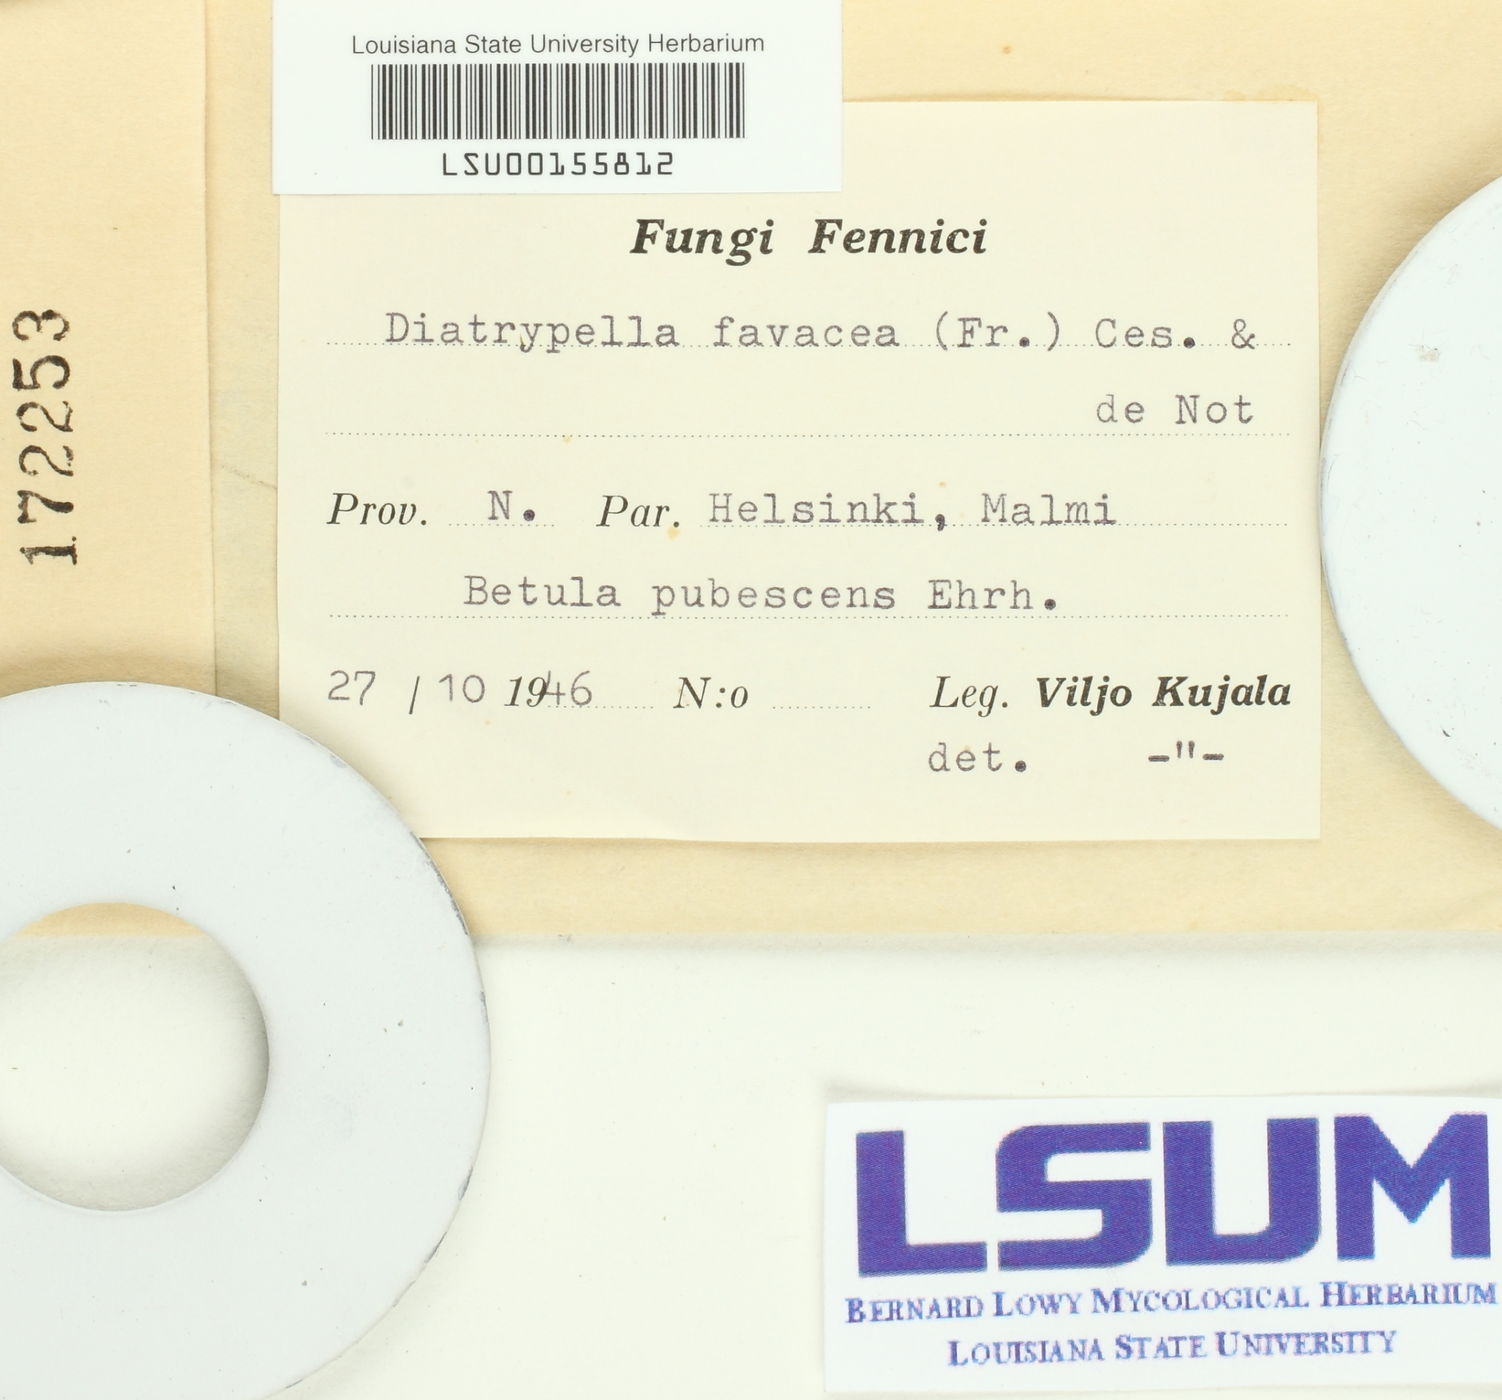 Louisiana State University Herbarium
LSU00155812
172253
Fungi Fennici
Diatrypella favacea (Fr.) Ces. &
de Not
Prov. N. Par. Helsinki, Malmi
Betula pubescens Ehrh.
27 / 10 1946 N:o Leg. Viljo Kujala
det. -"-
LSUM
BERNARD LOWY MYCOLOGICAL HERBARIUM
LOUISIANA STATE UNIVERSITY